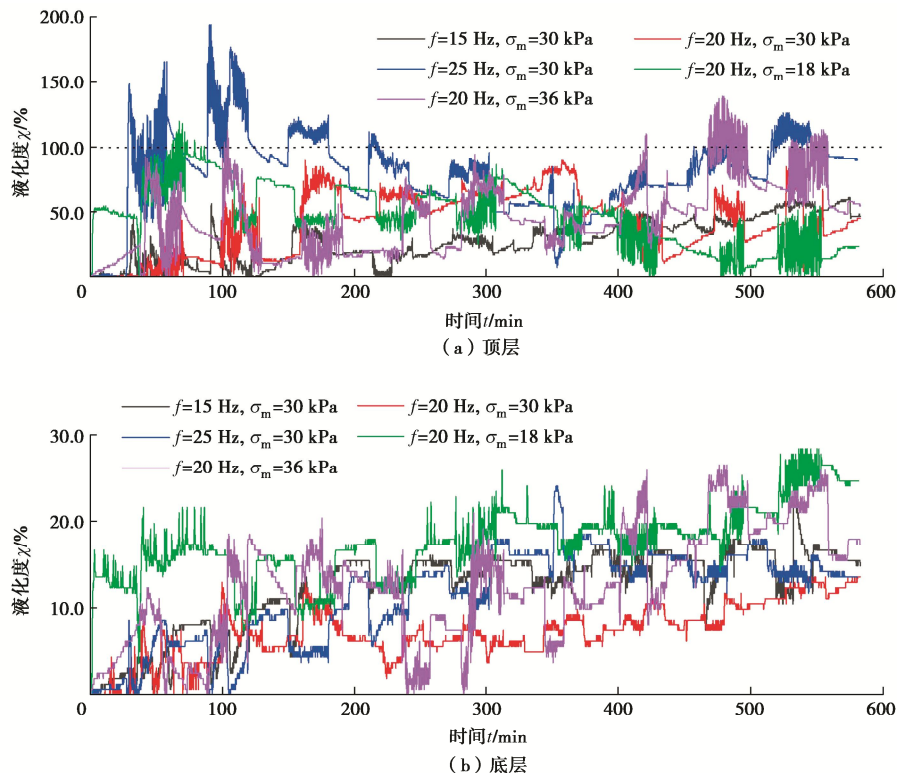 200.0
150.0
100.0
50.0
0
液化度χ/%
f=15 Hz, σm=30 kPa
f=20 Hz, σm=30 kPa
f=25 Hz, σm=30 kPa
f=20 Hz, σm=18 kPa
f=20 Hz, σm=36 kPa
0 100 200 300 400 500 600
时间t/min
(a)顶层
f=15 Hz, σm=30 kPa
f=20 Hz, σm=30 kPa
f=25 Hz, σm=30 kPa
f=20 Hz, σm=18 kPa
f=20 Hz, σm=36 kPa
30.0
20.0
10.0
液化度χ/%
0 100 200 300 400 500 600
时间t/min
(b)底层